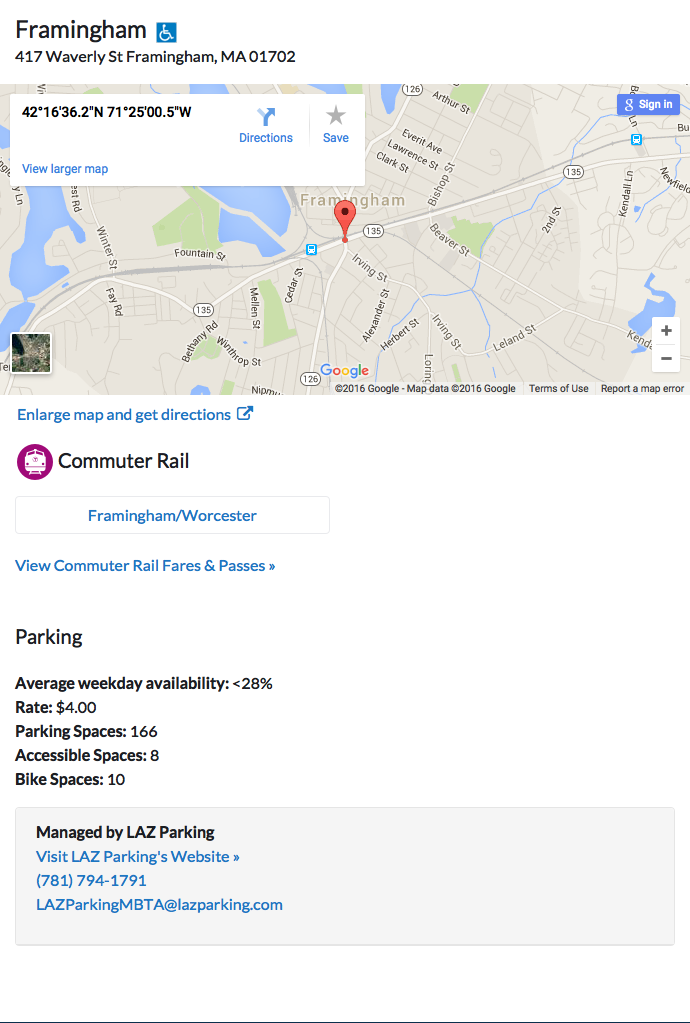 Framingham
417 Waverly St Framingham, MA 01702
42°16'36.2"N 71°25'00.5"W
Directions
Save
View larger map
Sign in
126
Arthur St
Everit Ave
Lawrence St
Clark St
Bishop St
135
Kendall Ln
Newfield
Framingham
135
2nd St
Beaver St
Winter St
Fountain St
Irving St
Cedar St
Fay Rd
Mellen St
Alexander St
135
Bethany Rd
Herbert St
Irving St
Leland St
Winthrop St
Loring
126
Google
©2016 Google - Map data ©2016 Google
Terms of Use
Report a map error
Enlarge map and get directions
Commuter Rail
Framingham/Worcester
View Commuter Rail Fares & Passes »
Parking
Average weekday availability: <28%
Rate: $4.00
Parking Spaces: 166
Accessible Spaces: 8
Bike Spaces: 10
Managed by LAZ Parking
Visit LAZ Parking's Website »
(781) 794-1791
LAZParkingMBTA@lazparking.com